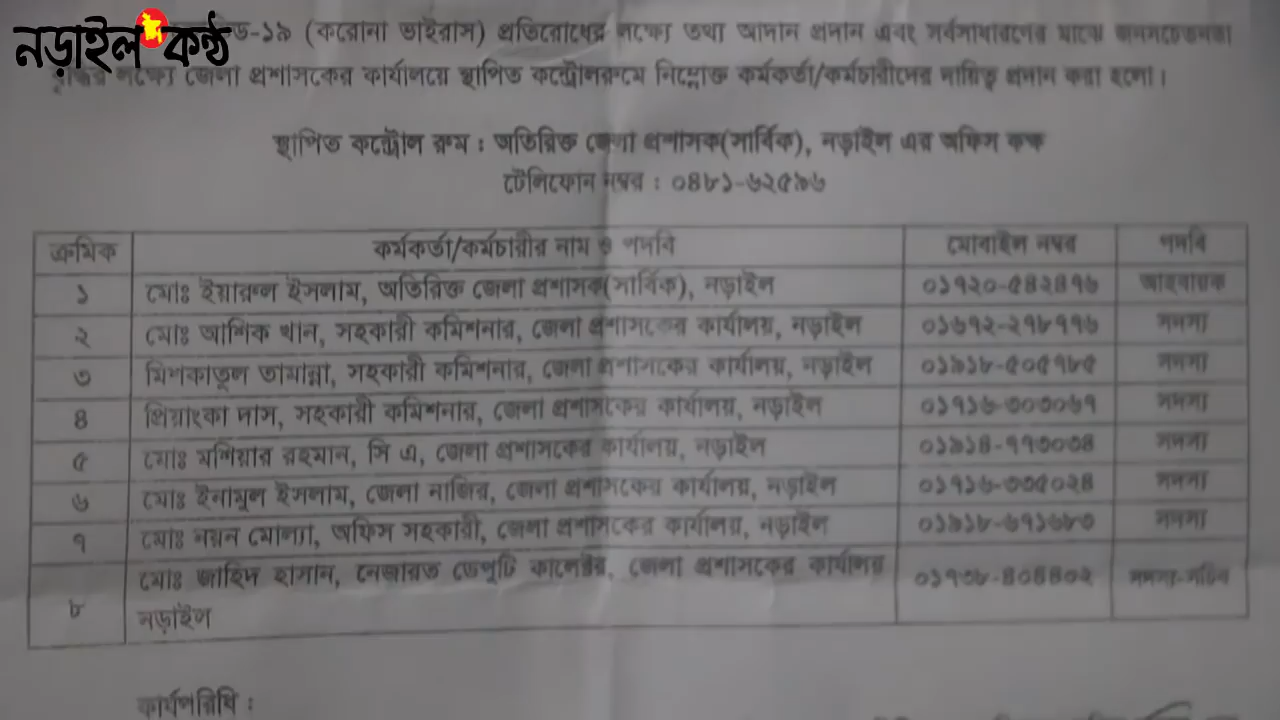 নড়াইল কণ্ঠ
ড-১৯ (করোনা ভাইরাস) প্রতিরোধের লক্ষ্যে তথ্য আদান প্রদান এবং সর্বসাধারণের মাঝে জনসচেতনতা
বৃদ্ধির লক্ষ্যে জেলা প্রশাসকের কার্যালয়ে স্থাপিত কন্ট্রোলরুমে নিম্নোক্ত কর্মকর্তা/কর্মচারীদের দায়িত্ব প্রদান করা হলো।
স্থাপিত কন্ট্রোল রুম : অতিরিক্ত জেলা প্রশাসক(সার্বিক), নড়াইল এর অফিস কক্ষ
টেলিফোন নম্বর : ০৪৮১-৬২৫৯৬
ক্রমিক কর্মকর্তা/কর্মচারীর নাম ও পদবি মোবাইল নম্বর পদবি
১ মোঃ ইয়ারুল ইসলাম, অতিরিক্ত জেলা প্রশাসক(সার্বিক), নড়াইল ০১৭২০-৫৪২৪৭৬ আহবায়ক
২ মোঃ আশিক খান, সহকারী কমিশনার, জেলা প্রশাসকের কার্যালয়, নড়াইল ০১৬৭২-২৭৮৭৭৬ সদস্য
৩ মিশকাতুল তামান্না, সহকারী কমিশনার, জেলা প্রশাসকের কার্যালয়, নড়াইল ০১৯১৮-৫০৫৭৮৫ সদস্য
৪ প্রিয়াংকা দাস, সহকারী কমিশনার, জেলা প্রশাসকের কার্যালয়, নড়াইল ০১৭১৬-৩০৩০৬৭ সদস্য
৫ মোঃ মশিয়ার রহমান, সি এ, জেলা প্রশাসকের কার্যালয়, নড়াইল ০১৯১৪-৭৭৩০৩৪ সদস্য
৬ মোঃ ইনামুল ইসলাম, জেলা নাজির, জেলা প্রশাসকের কার্যালয়, নড়াইল ০১৭১৬-৩৩৫০২৪ সদস্য
৭ মোঃ নয়ন মোল্যা, অফিস সহকারী, জেলা প্রশাসকের কার্যালয়, নড়াইল ০১৯১৮-৬৭১৬৮৩ সদস্য
৮ মোঃ জাহিদ হাসান, নেজারত ডেপুটি কালেক্টর, জেলা প্রশাসকের কার্যালয় ০১৭৩৮-৪০৪৪০২ সদস্য-সচিব
নড়াইল
কার্যপরিধি :